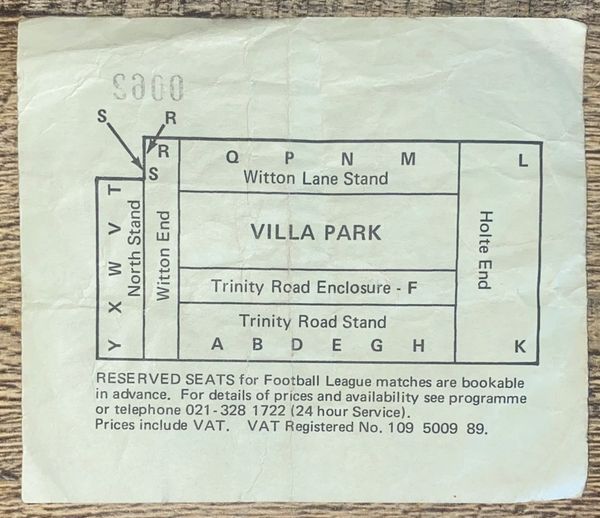 S R
R
S
Q P N M
L
Witton Lane Stand
T
V
W
X
Y
North Stand
Witton End
VILLA PARK
Holte End
Trinity Road Enclosure - F
Trinity Road Stand
A B D E G H
K
RESERVED SEATS for Football League matches are bookable
in advance. For details of prices and availability see programme
or telephone 021-328 1722 (24 hour Service).
Prices include VAT. VAT Registered No. 109 5009 89.